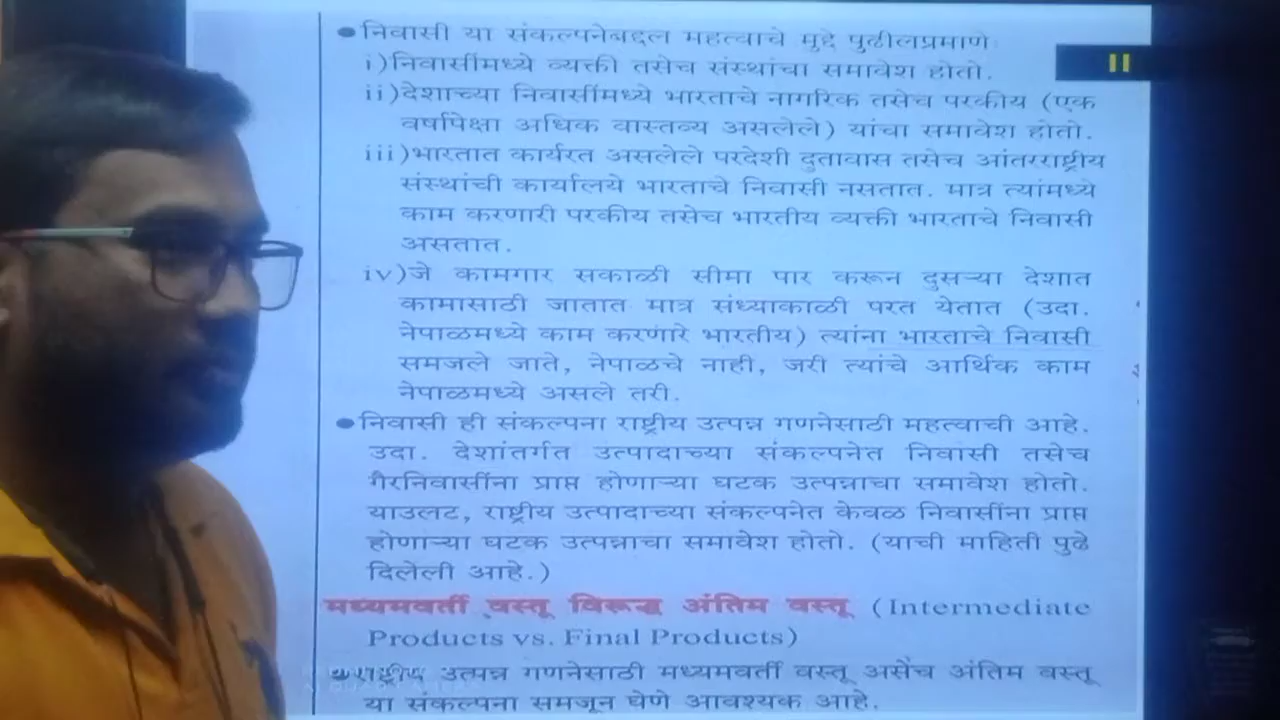 ● निवासी या संकल्पनेबद्दल महत्वाचे मुद्दे पुढीलप्रमाणे
i)निवासींमध्ये व्यक्ती तसेच संस्थांचा समावेश होतो.
ii)देशाच्या निवासींमध्ये भारताचे नागरिक तसेच परकीय (एक
वर्षापेक्षा अधिक वास्तव्य असलेले) यांचा समावेश होतो.
iii)भारतात कार्यरत असलेले परदेशी दुतावास तसेच आंतरराष्ट्रीय
संस्थांची कार्यालये भारताचे निवासी नसतात. मात्र त्यांमध्ये
काम करणारी परकीय तसेच भारतीय व्यक्ती भारताचे निवासी
असतात.
iv)जे कामगार सकाळी सीमा पार करून दुसऱ्या देशात
कामासाठी जातात मात्र संध्याकाळी परत येतात (उदा.
नेपाळमध्ये काम करणारे भारतीय) त्यांना भारताचे निवासी
समजले जाते, नेपाळचे नाही, जरी त्यांचे आर्थिक काम
नेपाळमध्ये असले तरी.
● निवासी ही संकल्पना राष्ट्रीय उत्पन्न गणनेसाठी महत्वाची आहे.
उदा. देशांतर्गत उत्पादाच्या संकल्पनेत निवासी तसेच
गैरनिवासींना प्राप्त होणाऱ्या घटक उत्पन्नाचा समावेश होतो.
याउलट, राष्ट्रीय उत्पादाच्या संकल्पनेत केवळ निवासींना प्राप्त
होणाऱ्या घटक उत्पन्नाचा समावेश होतो. (याची माहिती पुढे
दिलेली आहे.)
मध्यमवर्ती वस्तू विरूद्ध अंतिम वस्तू (Intermediate
Products vs. Final Products)
● राष्ट्रीय उत्पन्न गणनेसाठी मध्यमवर्ती वस्तू असेच अंतिम वस्तू
या संकल्पना समजून घेणे आवश्यक आहे.